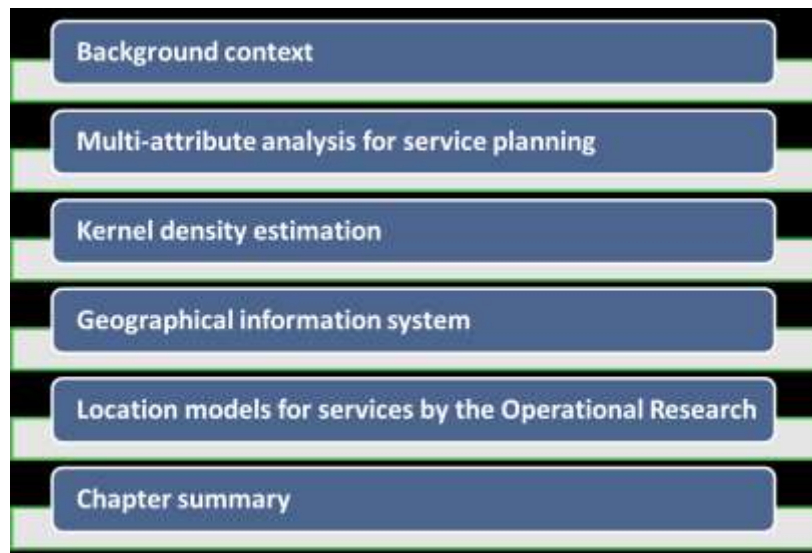 Background context
Multi-attribute analysis for service planning
Kernel density estimation
Geographical information system
Location models for services by the Operational Research
Chapter summary